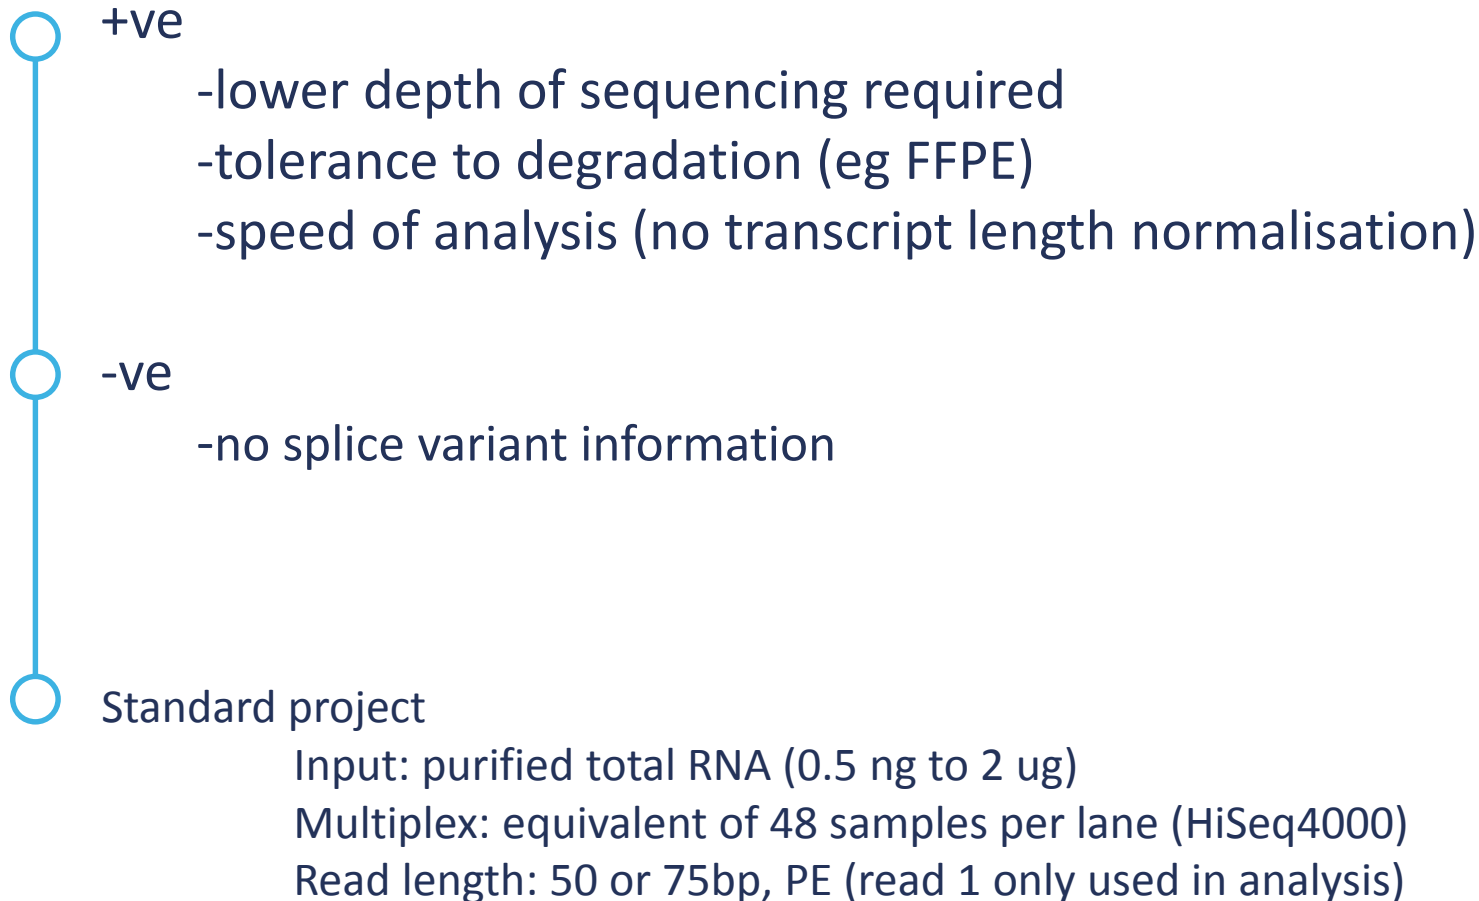 +ve
-lower depth of sequencing required
-tolerance to degradation (eg FFPE)
-speed of analysis (no transcript length normalisation)
-ve
-no splice variant information
Standard project
Input: purified total RNA (0.5 ng to 2 ug)
Multiplex: equivalent of 48 samples per lane (HiSeq4000)
Read length: 50 or 75bp, PE (read 1 only used in analysis)